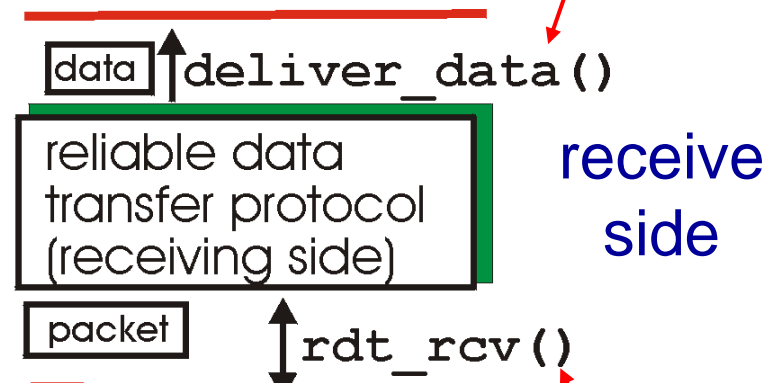 data deliver_data()
reliable data
transfer protocol
(receiving side)
receive
side
packet rdt_rcv()